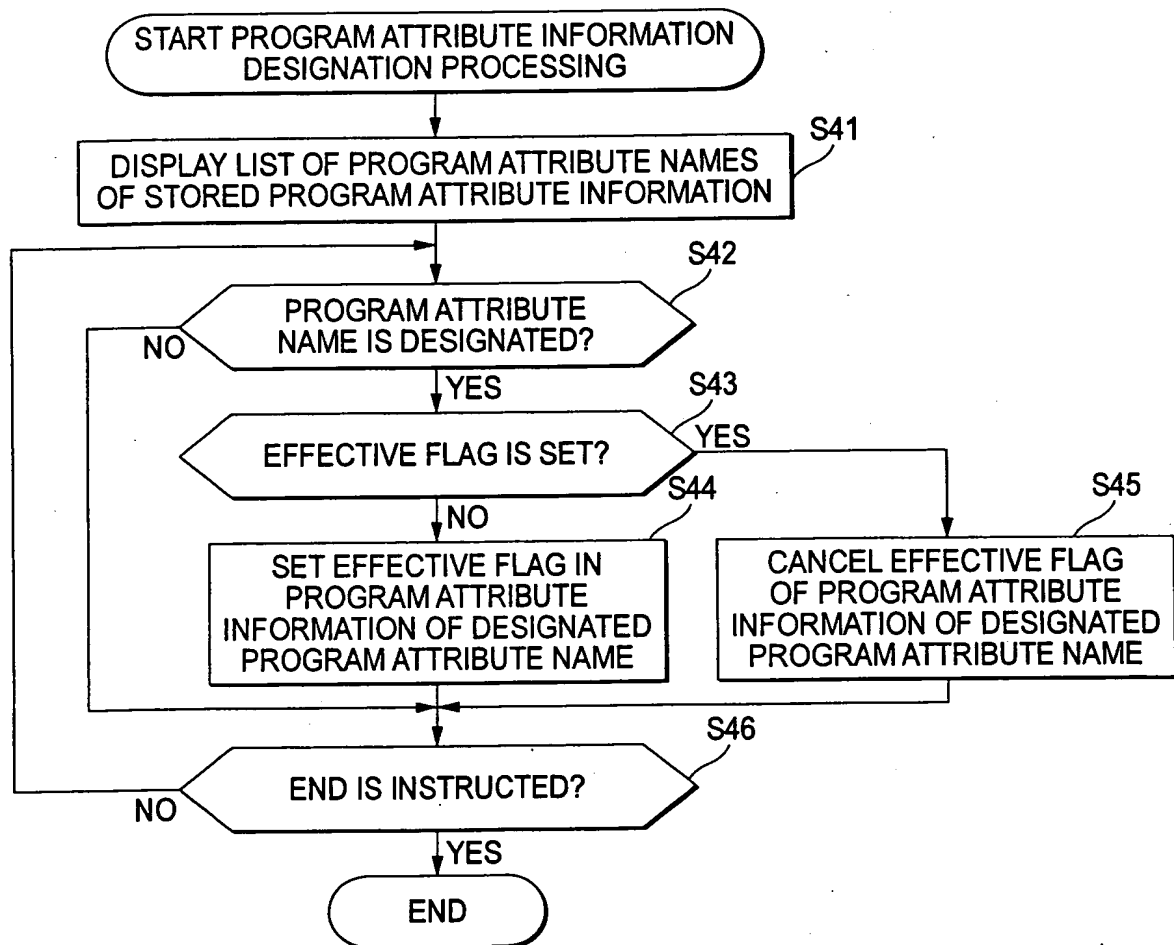 START PROGRAM ATTRIBUTE INFORMATION
DESIGNATION PROCESSING
S41
DISPLAY LIST OF PROGRAM ATTRIBUTE NAMES
OF STORED PROGRAM ATTRIBUTE INFORMATION
S42
PROGRAM ATTRIBUTE
NAME IS DESIGNATED?
NO
YES
S43
EFFECTIVE FLAG IS SET?
YES
NO
S44
SET EFFECTIVE FLAG IN
PROGRAM ATTRIBUTE
INFORMATION OF DESIGNATED
PROGRAM ATTRIBUTE NAME
S45
CANCEL EFFECTIVE FLAG
OF PROGRAM ATTRIBUTE
INFORMATION OF DESIGNATED
PROGRAM ATTRIBUTE NAME
S46
END IS INSTRUCTED?
NO
YES
END